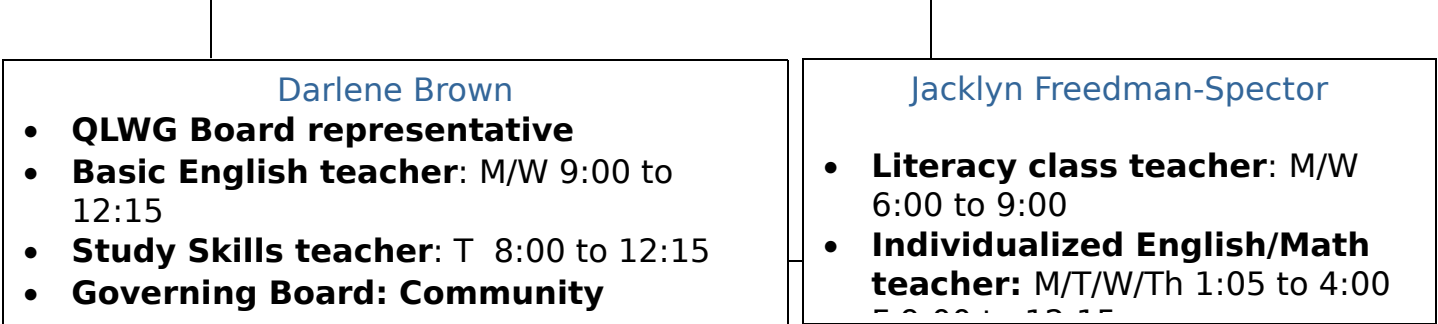 Darlene Brown
• QLWG Board representative
• Basic English teacher: M/W 9:00 to
12:15
• Study Skills teacher: T  8:00 to 12:15
• Governing Board: Community
Jacklyn Freedman-Spector
• Literacy class teacher: M/W
6:00 to 9:00
• Individualized English/Math
teacher: M/T/W/Th 1:05 to 4:00